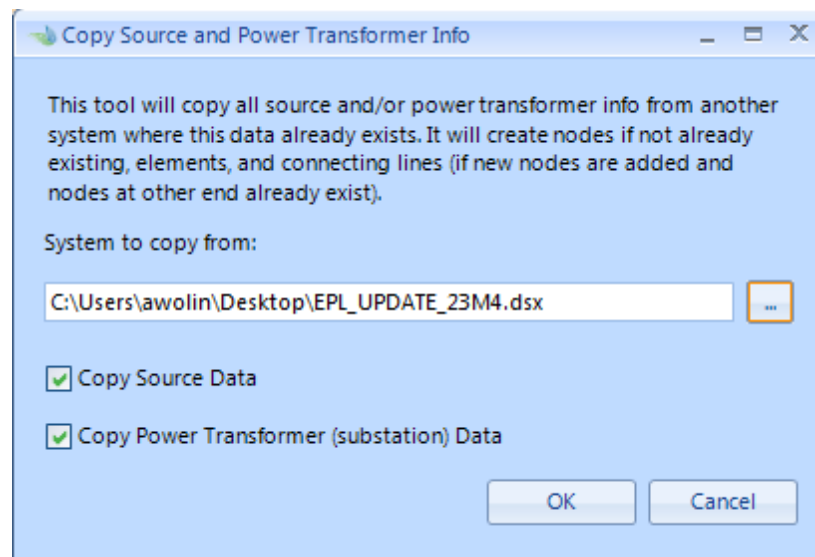 Copy Source and Power Transformer Info
This tool will copy all source and/or power transformer info from another
system where this data already exists. It will create nodes if not already
existing, elements, and connecting lines (if new nodes are added and
nodes at other end already exist).
System to copy from:
C:\Users\awolin\Desktop\EPL_UPDATE_23M4.dsx
...
Copy Source Data
Copy Power Transformer (substation) Data
OK
Cancel